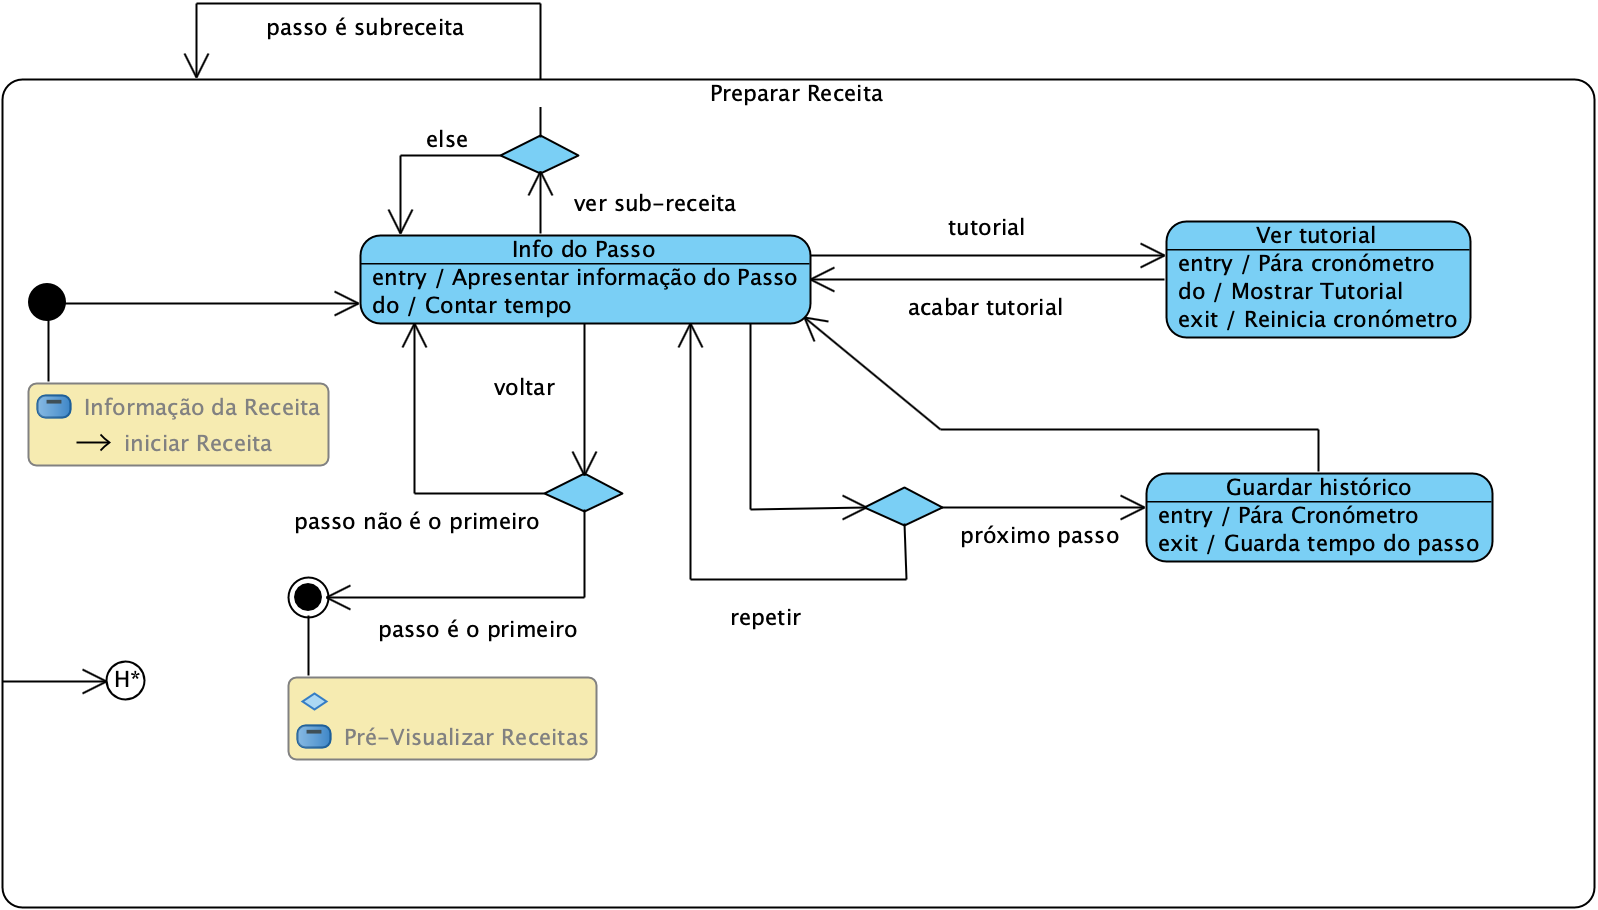 passo é subreceita
Preparar Receita
else
ver sub-receita
Info do Passo
entry / Apresentar informação do Passo
do / Contar tempo
tutorial
acabar tutorial
Ver tutorial
entry / Pára cronómetro
do / Mostrar Tutorial
exit / Reinicia cronómetro
Informação da Receita
iniciar Receita
voltar
passo não é o primeiro
passo é o primeiro
próximo passo
repetir
Guardar histórico
entry / Pára Cronómetro
exit / Guarda tempo do passo
H*
Pré-Visualizar Receitas